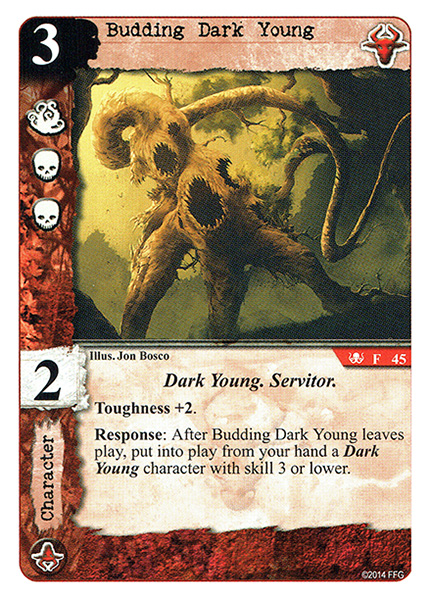 3
Budding Dark Young
Illus. Jon Bosco
F 45
2
Dark Young. Servitor.
Toughness +2.
Response: After Budding Dark Young leaves
play, put into play from your hand a Dark
Young character with skill 3 or lower.
Character
©2014 FFG